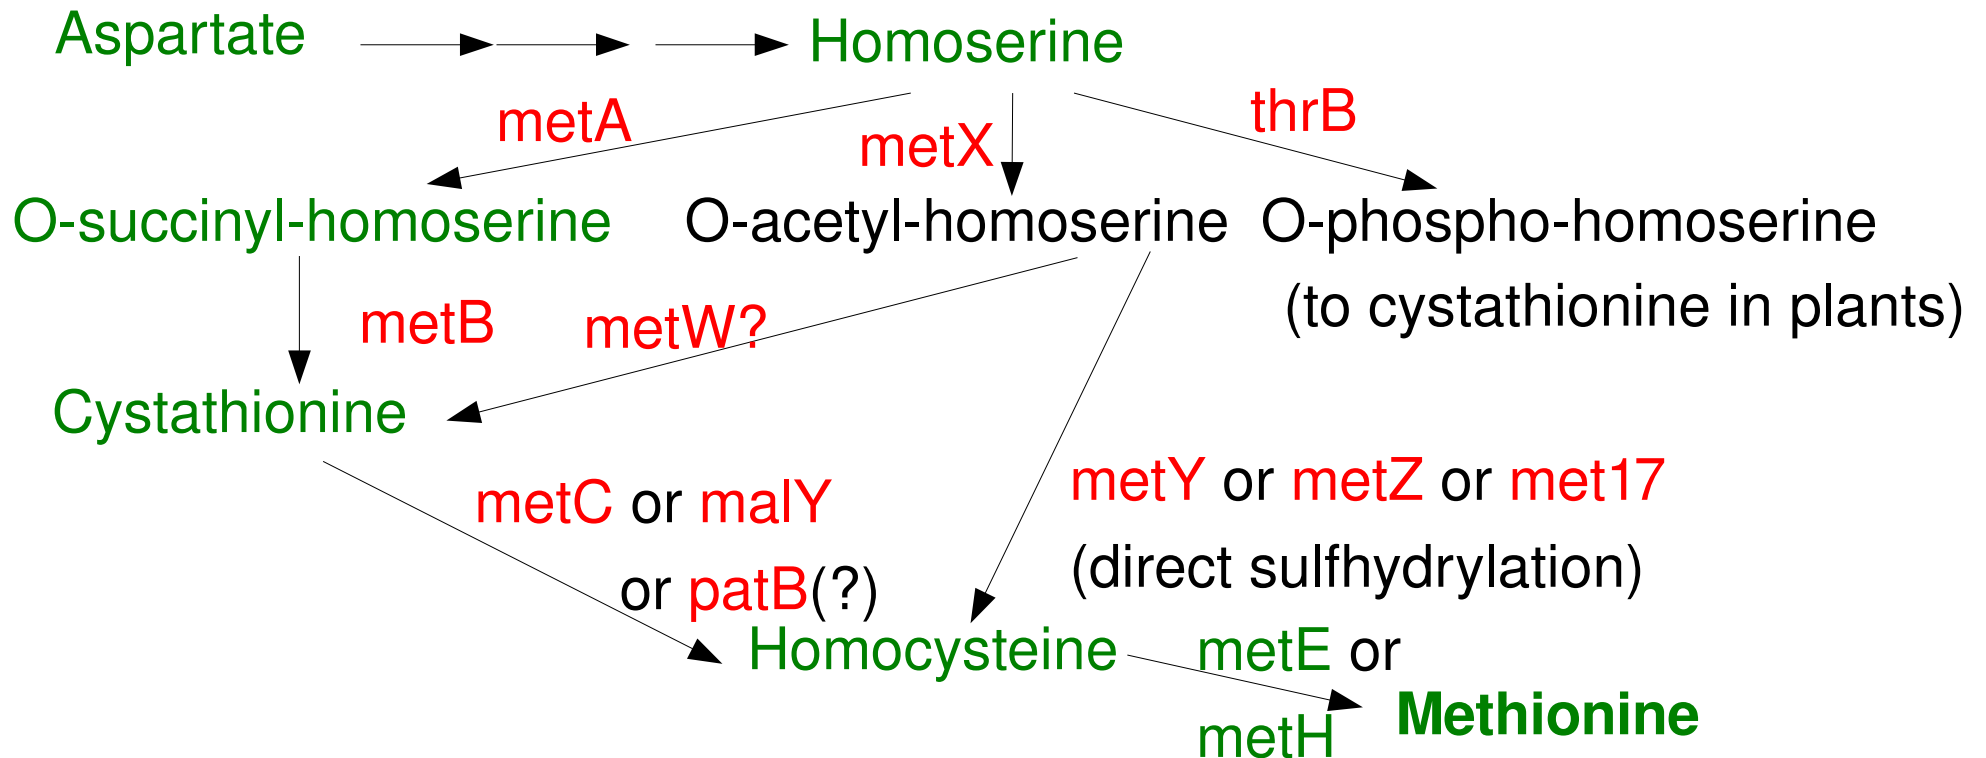 Aspartate
Homoserine
metA
metX
thrB
O-succinyl-homoserine
O-acetyl-homoserine
O-phospho-homoserine
(to cystathionine in plants)
metB
metW?
Cystathionine
metC or malY
or patB(?)
metY or metZ or met17
(direct sulfhydrylation)
Homocysteine
metE or
metH
Methionine